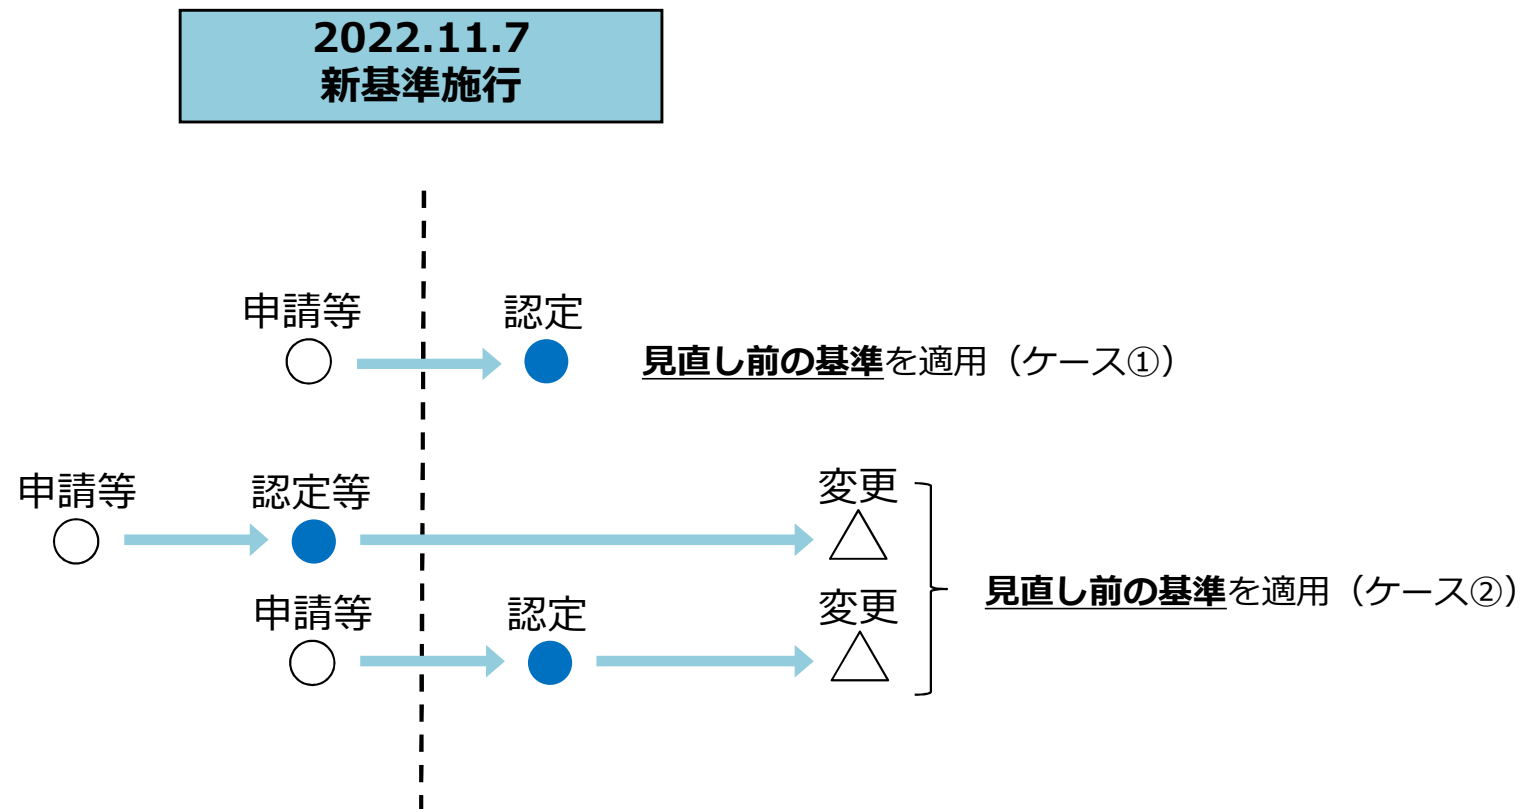 2022.11.7
新基準施行
申請等
認定
見直し前の基準を適用（ケース①）
申請等
認定等
変更
申請等
認定
変更
見直し前の基準を適用（ケース②）